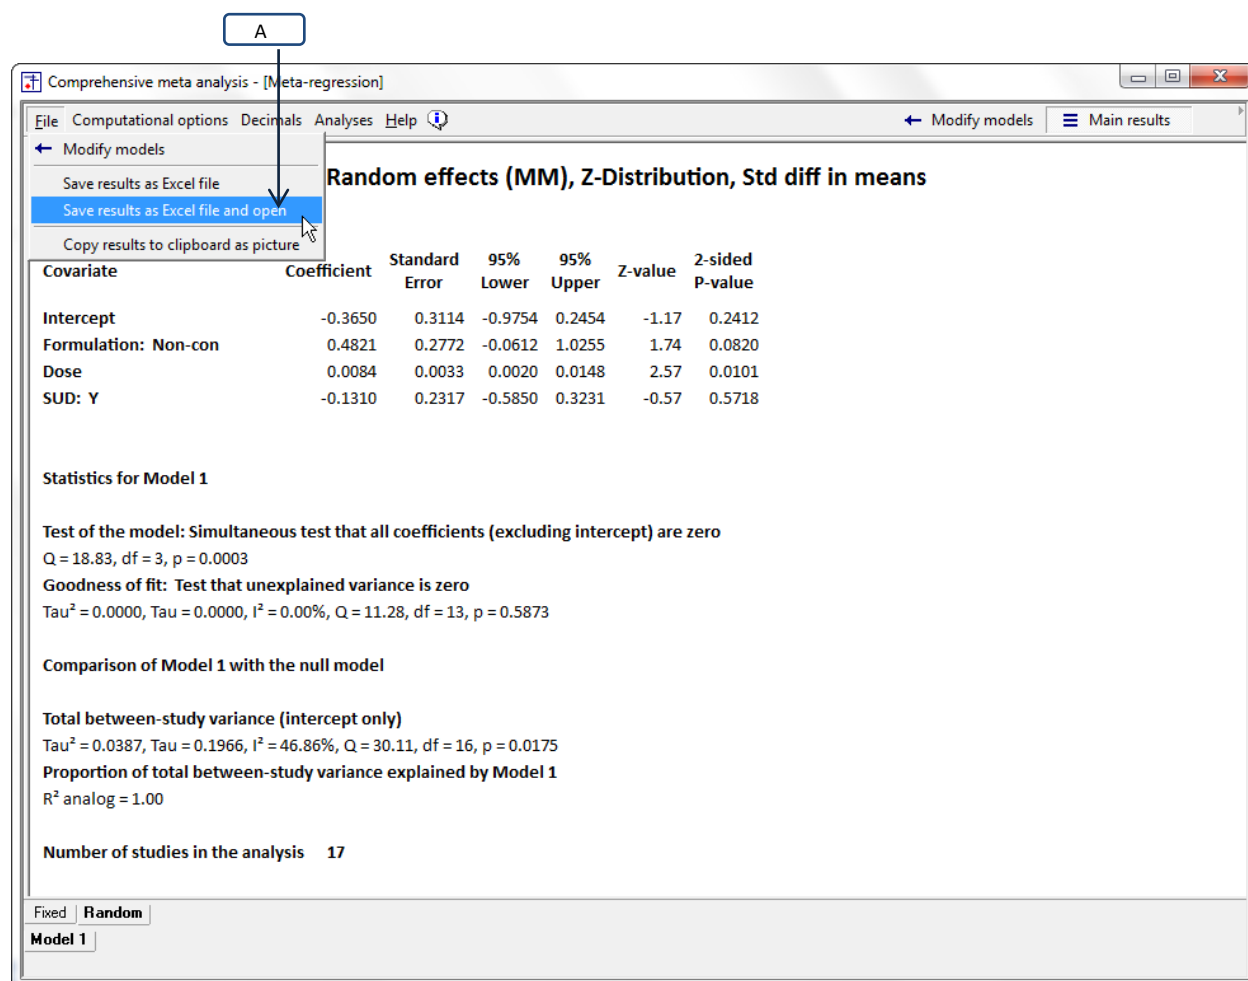 A
Comprehensive meta analysis - [Meta-regression]
File Computational options Decimals Analyses Help Modify models Main results
Modify models
Save results as Excel file
Save results as Excel file and open
Copy results to clipboard as picture
Random effects (MM), Z-Distribution, Std diff in means
Covariate Coefficient Standard Error 95% Lower 95% Upper Z-value 2-sided P-value
Intercept -0.3650 0.3114 -0.9754 0.2454 -1.17 0.2412
Formulation: Non-con 0.4821 0.2772 -0.0612 1.0255 1.74 0.0820
Dose 0.0084 0.0033 0.0020 0.0148 2.57 0.0101
SUD: Y -0.1310 0.2317 -0.5850 0.3231 -0.57 0.5718
Statistics for Model 1
Test of the model: Simultaneous test that all coefficients (excluding intercept) are zero
Q = 18.83, df = 3, p = 0.0003
Goodness of fit: Test that unexplained variance is zero
Tau² = 0.0000, Tau = 0.0000, I² = 0.00%, Q = 11.28, df = 13, p = 0.5873
Comparison of Model 1 with the null model
Total between-study variance (intercept only)
Tau² = 0.0387, Tau = 0.1966, I² = 46.86%, Q = 30.11, df = 16, p = 0.0175
Proportion of total between-study variance explained by Model 1
R² analog = 1.00
Number of studies in the analysis 17
Fixed Random
Model 1